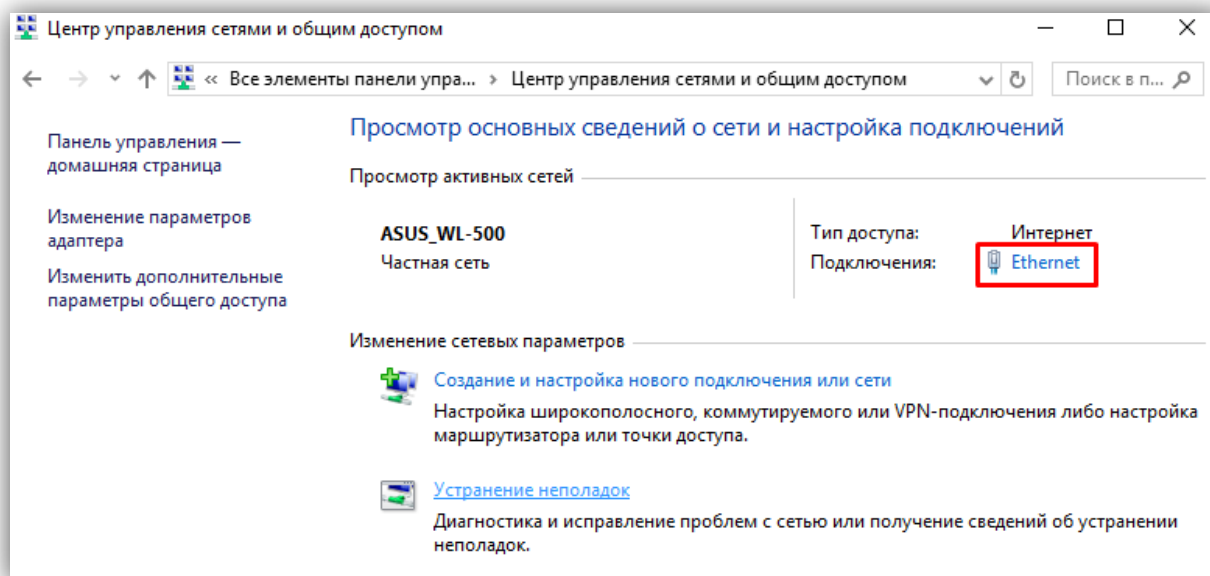 Центр управления сетями и общим доступом
« Все элементы панели упра... › Центр управления сетями и общим доступом
Поиск в п...
Панель управления —
домашняя страница
Изменение параметров
адаптера
Изменить дополнительные
параметры общего доступа
Просмотр основных сведений о сети и настройка подключений
Просмотр активных сетей
ASUS_WL-500
Частная сеть
Тип доступа: Интернет
Подключения: Ethernet
Изменение сетевых параметров
Создание и настройка нового подключения или сети
Настройка широкополосного, коммутируемого или VPN-подключения либо настройка
маршрутизатора или точки доступа.
Устранение неполадок
Диагностика и исправление проблем с сетью или получение сведений об устранении
неполадок.